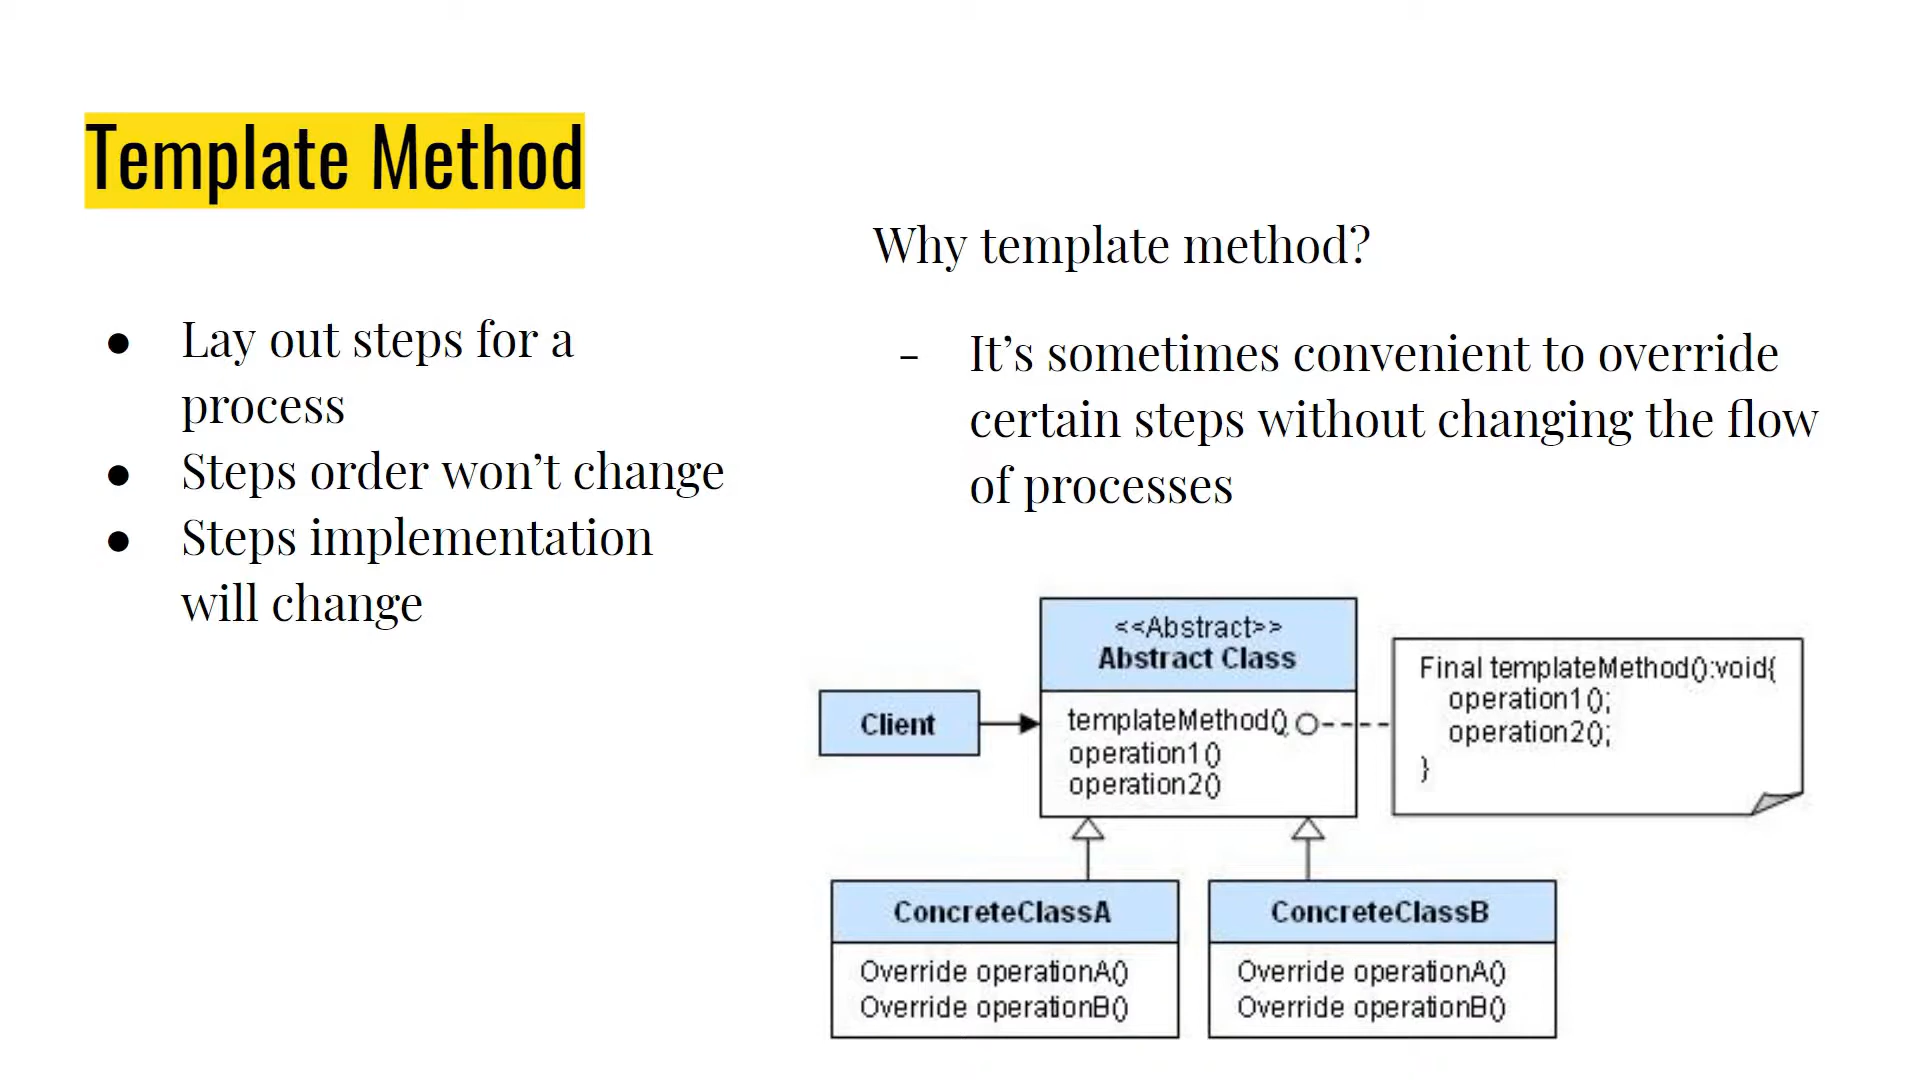 Template Method
● Lay out steps for a
process
● Steps order won’t change
● Steps implementation
will change
Why template method?
- It’s sometimes convenient to override
certain steps without changing the flow
of processes
Client
<<Abstract>>
Abstract Class
templateMethod()
operation1()
operation2()
Final templateMethod():void{
operation1();
operation2();
}
ConcreteClassA
Override operationA()
Override operationB()
ConcreteClassB
Override operationA()
Override operationB()